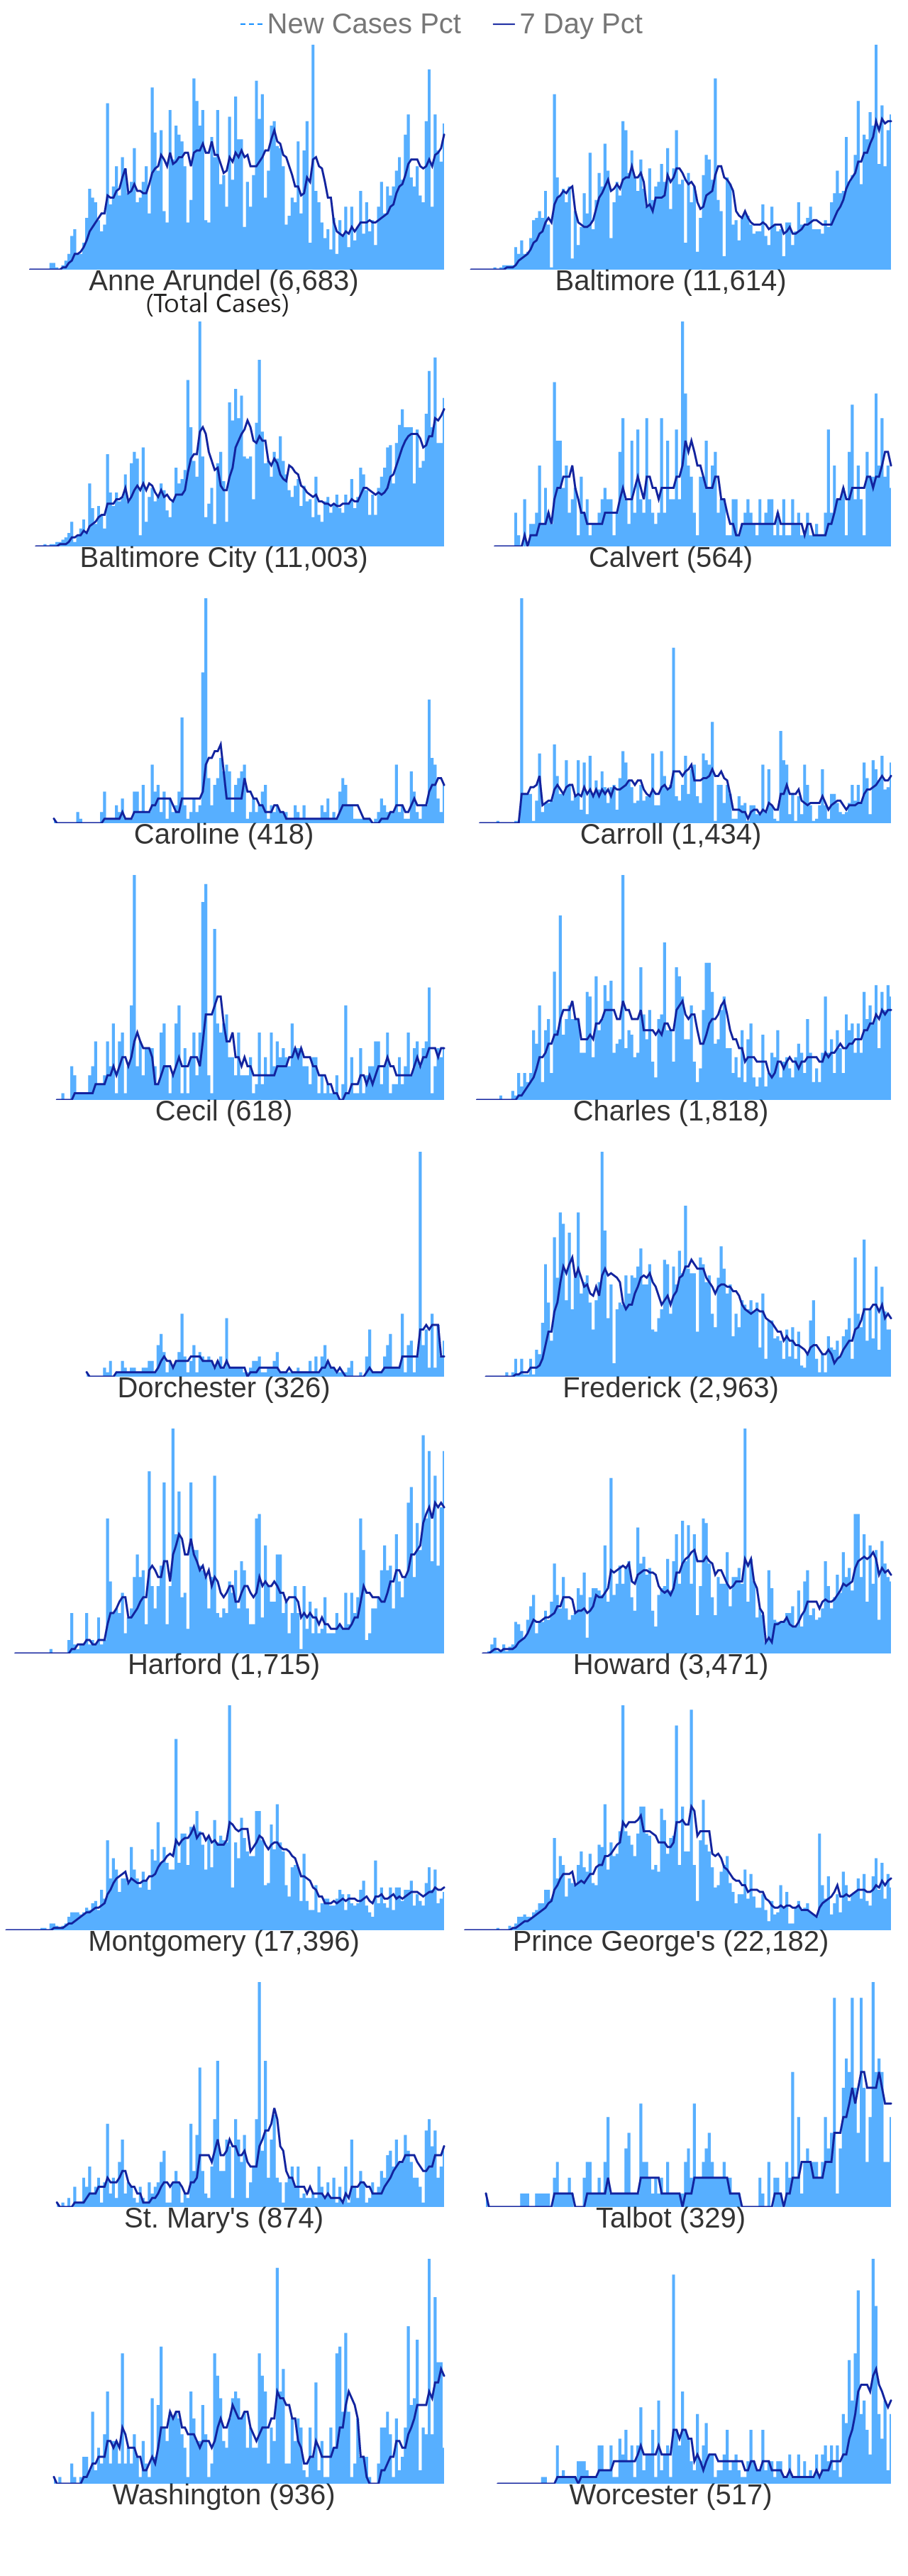 New Cases Pct 7 Day Pct
Anne Arundel (6,683) Baltimore (11,614)
(Total Cases)
Baltimore City (11,003) Calvert (564)
Caroline (418) Carroll (1,434)
Cecil (618) Charles (1,818)
Dorchester (326) Frederick (2,963)
Harford (1,715) Howard (3,471)
Montgomery (17,396) Prince George's (22,182)
St. Mary's (874) Talbot (329)
Washington (936) Worcester (517)